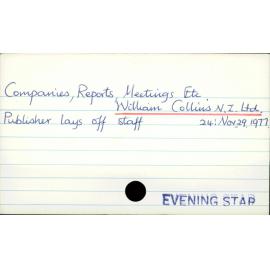 Companies, Reports, Meetings Etc.
William Collins N.Z. Ltd.
Publisher lays off staff 24: Nov 29, 1977
EVENING STAR